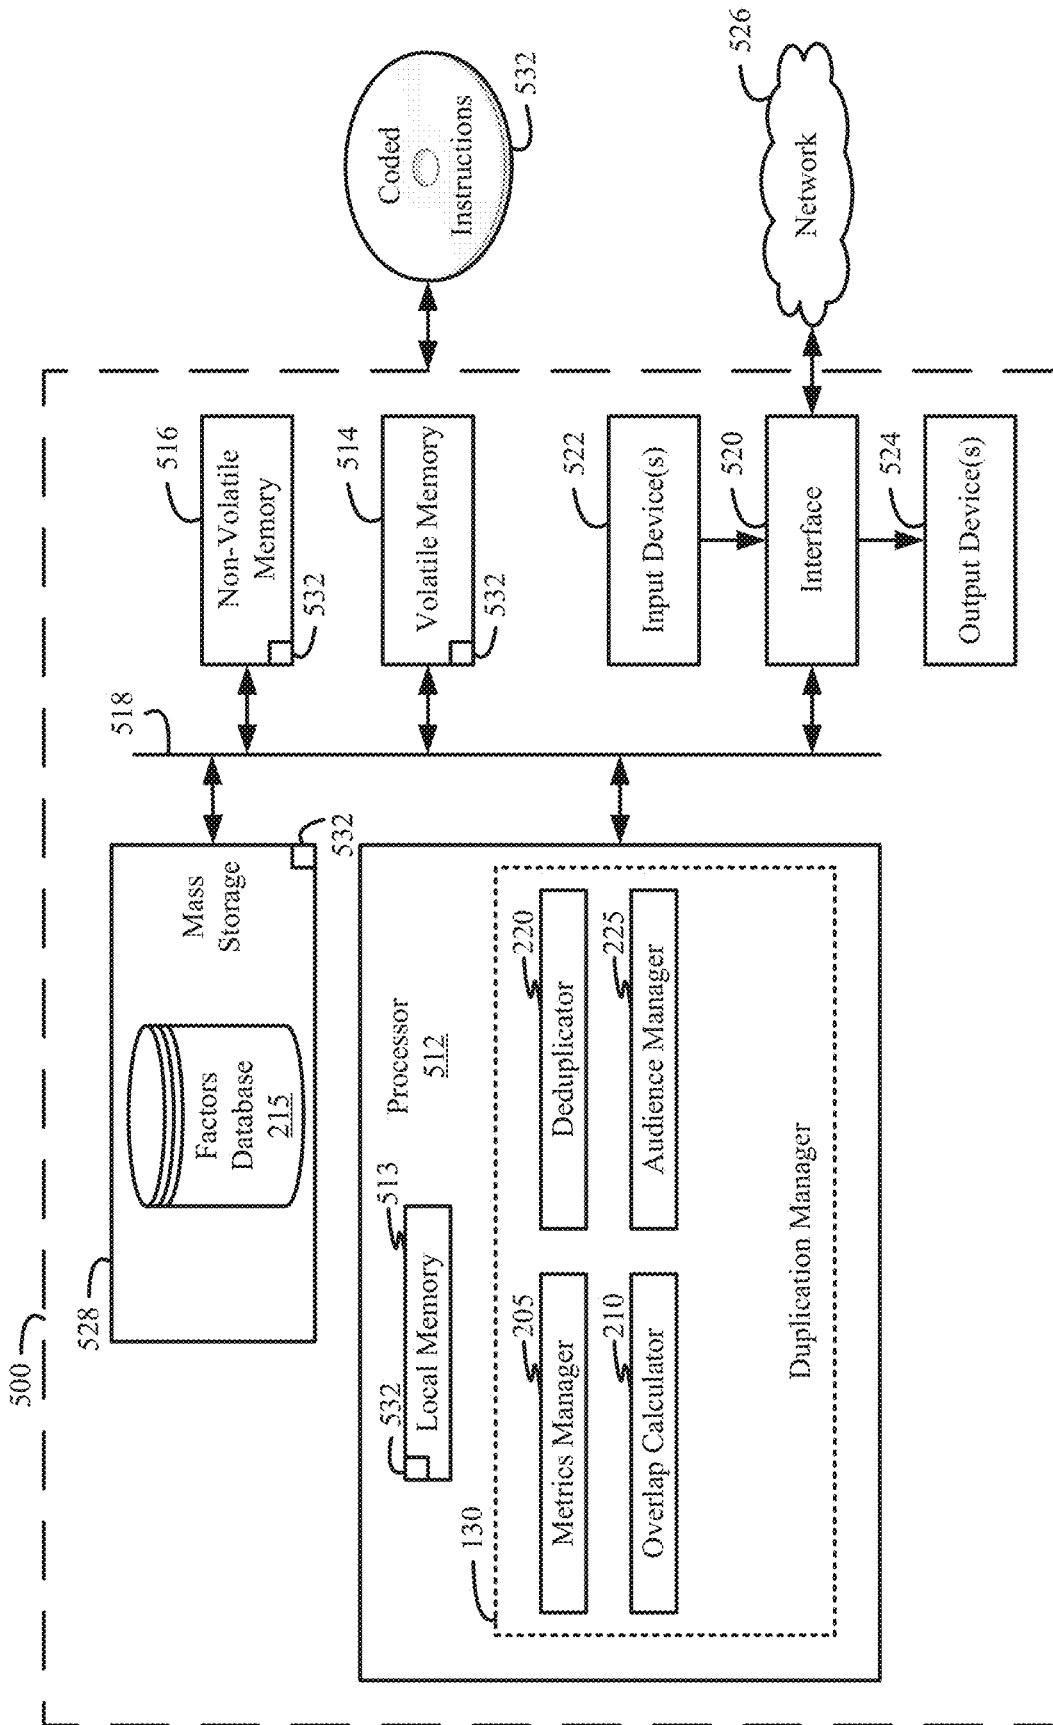 500
528
Factors
Database
215
Mass
Storage
532
518
516
Non-Volatile
Memory
532
514
Volatile Memory
532
Coded
Instructions
532
Processor
512
513
532
Local Memory
130
205
Metrics Manager
220
Deduplicator
210
Overlap Calculator
225
Audience Manager
Duplication Manager
522
Input Device(s)
520
Interface
524
Output Device(s)
526
Network